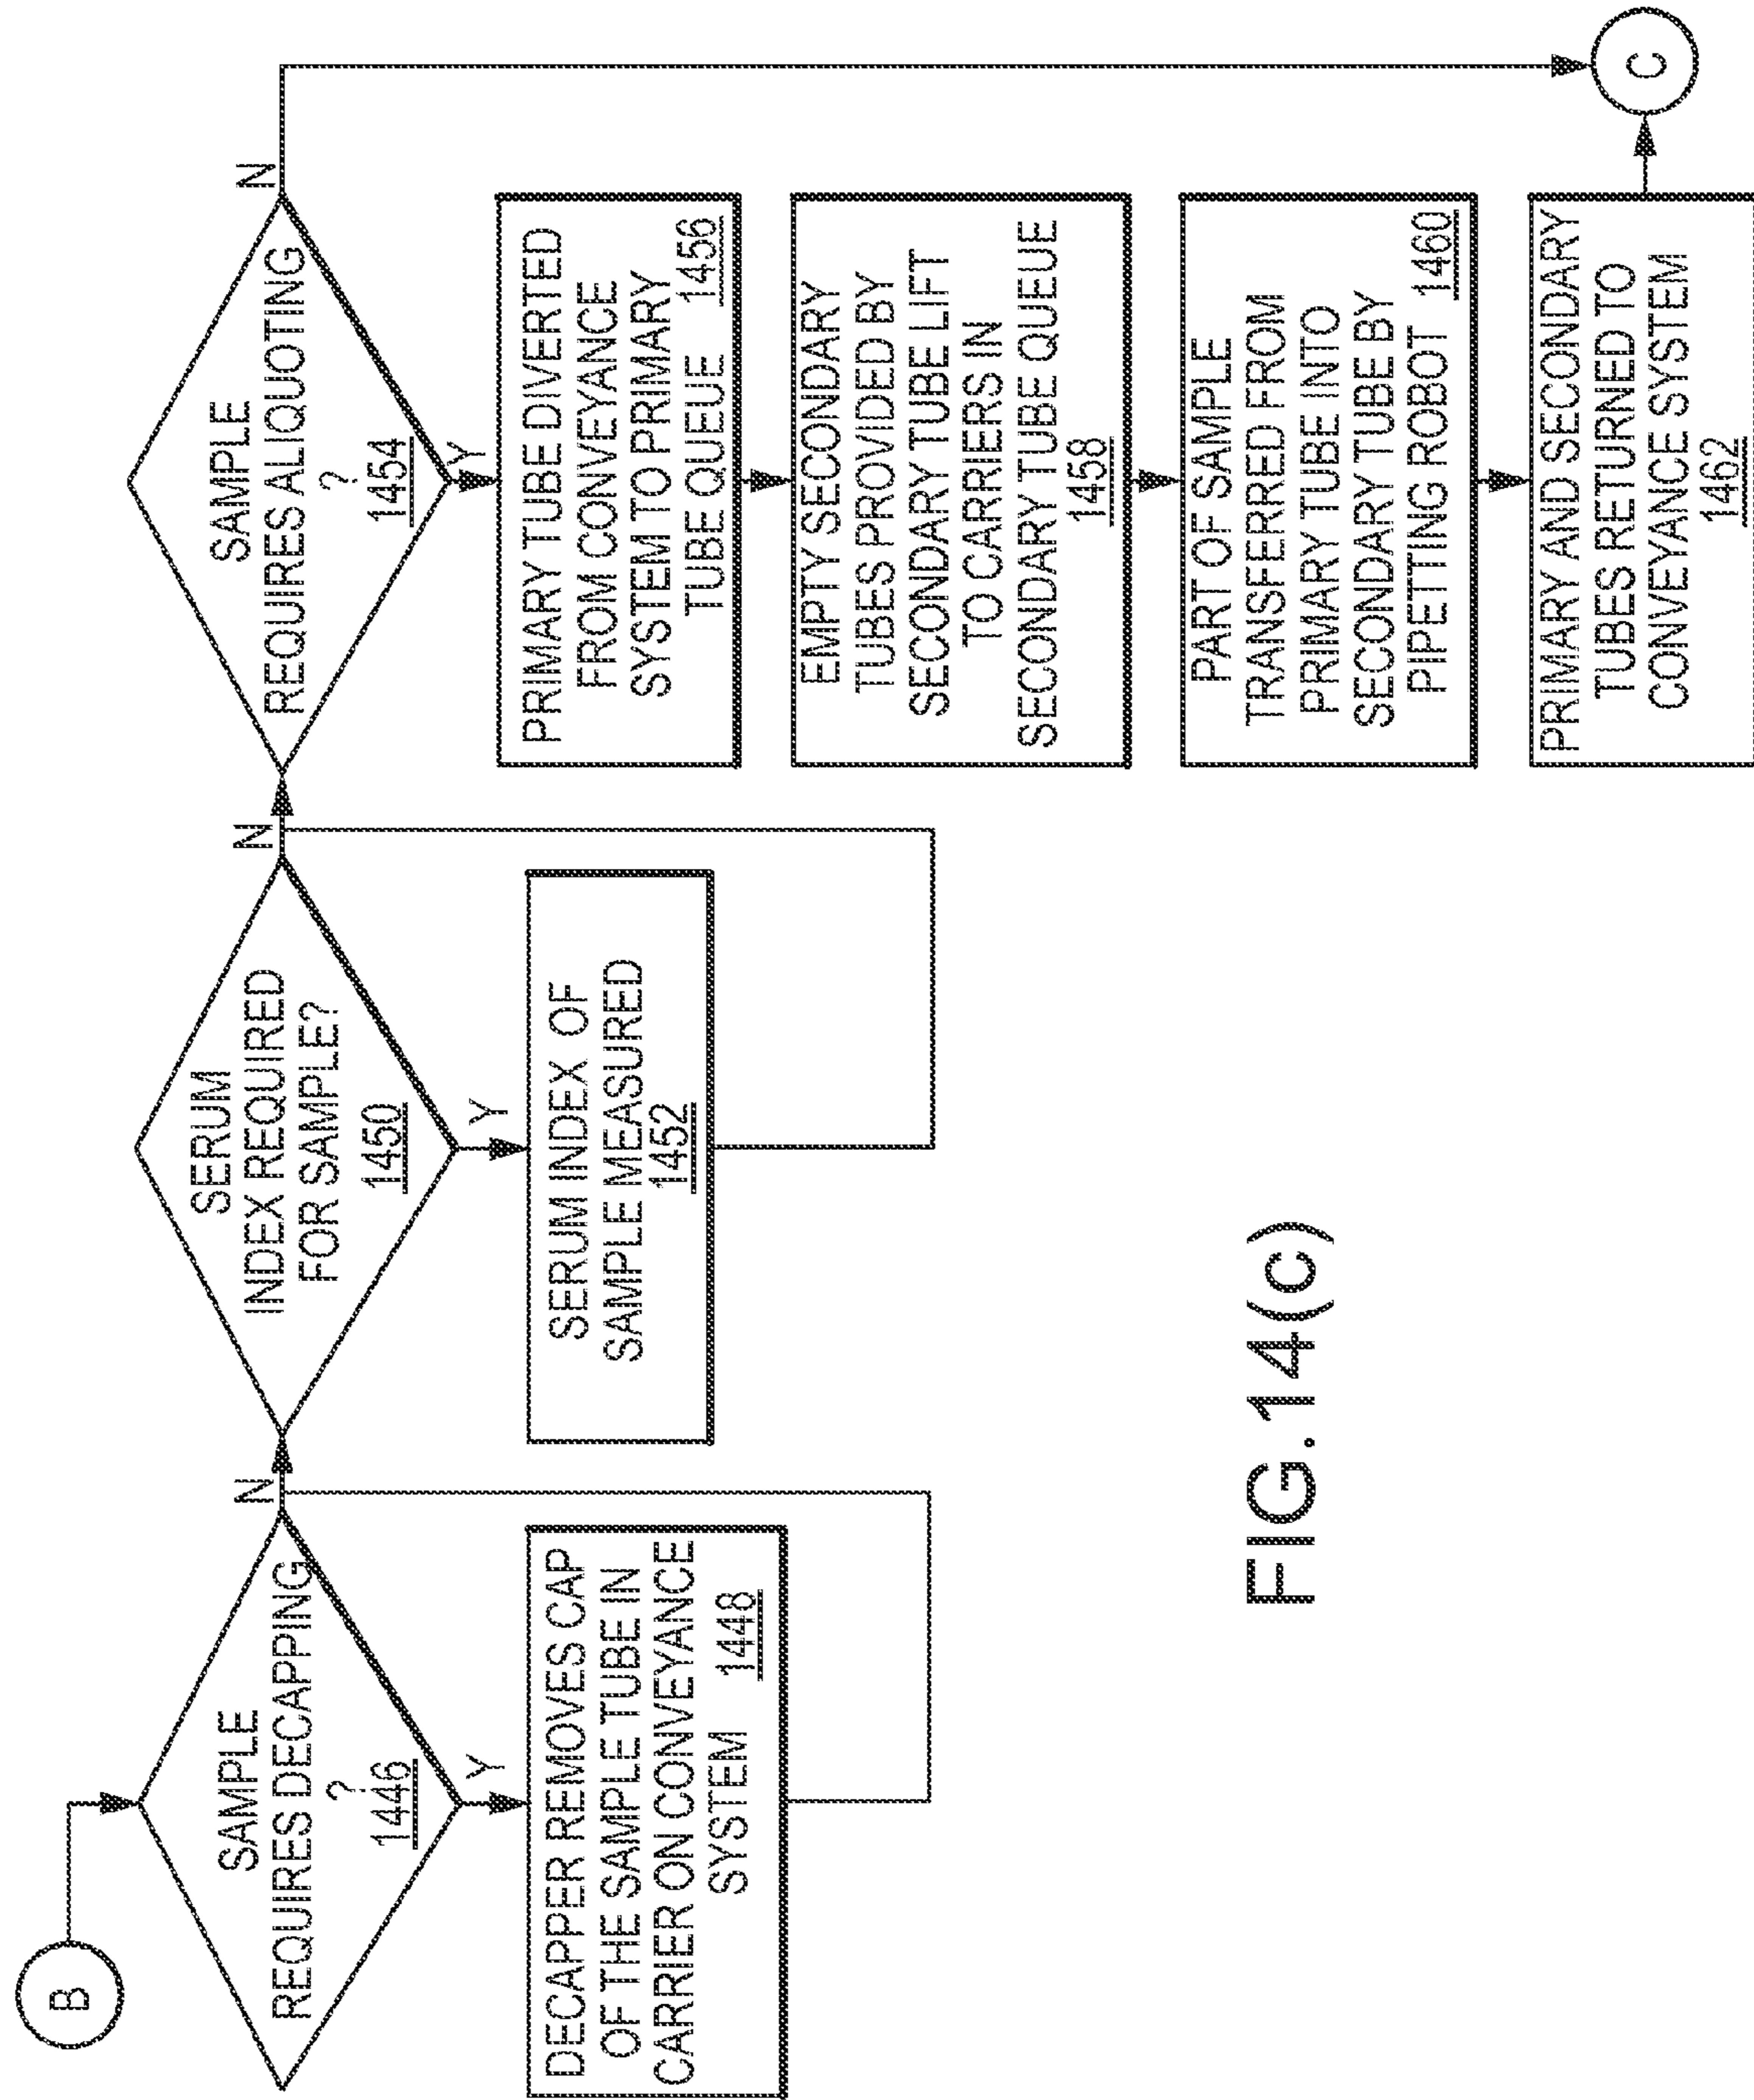 B
SAMPLE
REQUIRES DECAPPING
?
1446
N
Y
DECAPPER REMOVES CAP
OF THE SAMPLE TUBE IN
CARRIER ON CONVEYANCE
SYSTEM 1448
SERUM
INDEX REQUIRED
FOR SAMPLE?
1450
N
Y
SERUM INDEX OF
SAMPLE MEASURED
1452
SAMPLE
REQUIRES ALIQUOTING
?
1454
N
Y
PRIMARY TUBE DIVERTED
FROM CONVEYANCE
SYSTEM TO PRIMARY
TUBE QUEUE 1456
EMPTY SECONDARY
TUBES PROVIDED BY
SECONDARY TUBE LIFT
TO CARRIERS IN
SECONDARY TUBE QUEUE
1458
PART OF SAMPLE
TRANSFERRED FROM
PRIMARY TUBE INTO
SECONDARY TUBE BY
PIPETTING ROBOT 1460
PRIMARY AND SECONDARY
TUBES RETURNED TO
CONVEYANCE SYSTEM
1462
C
FIG.14(c)